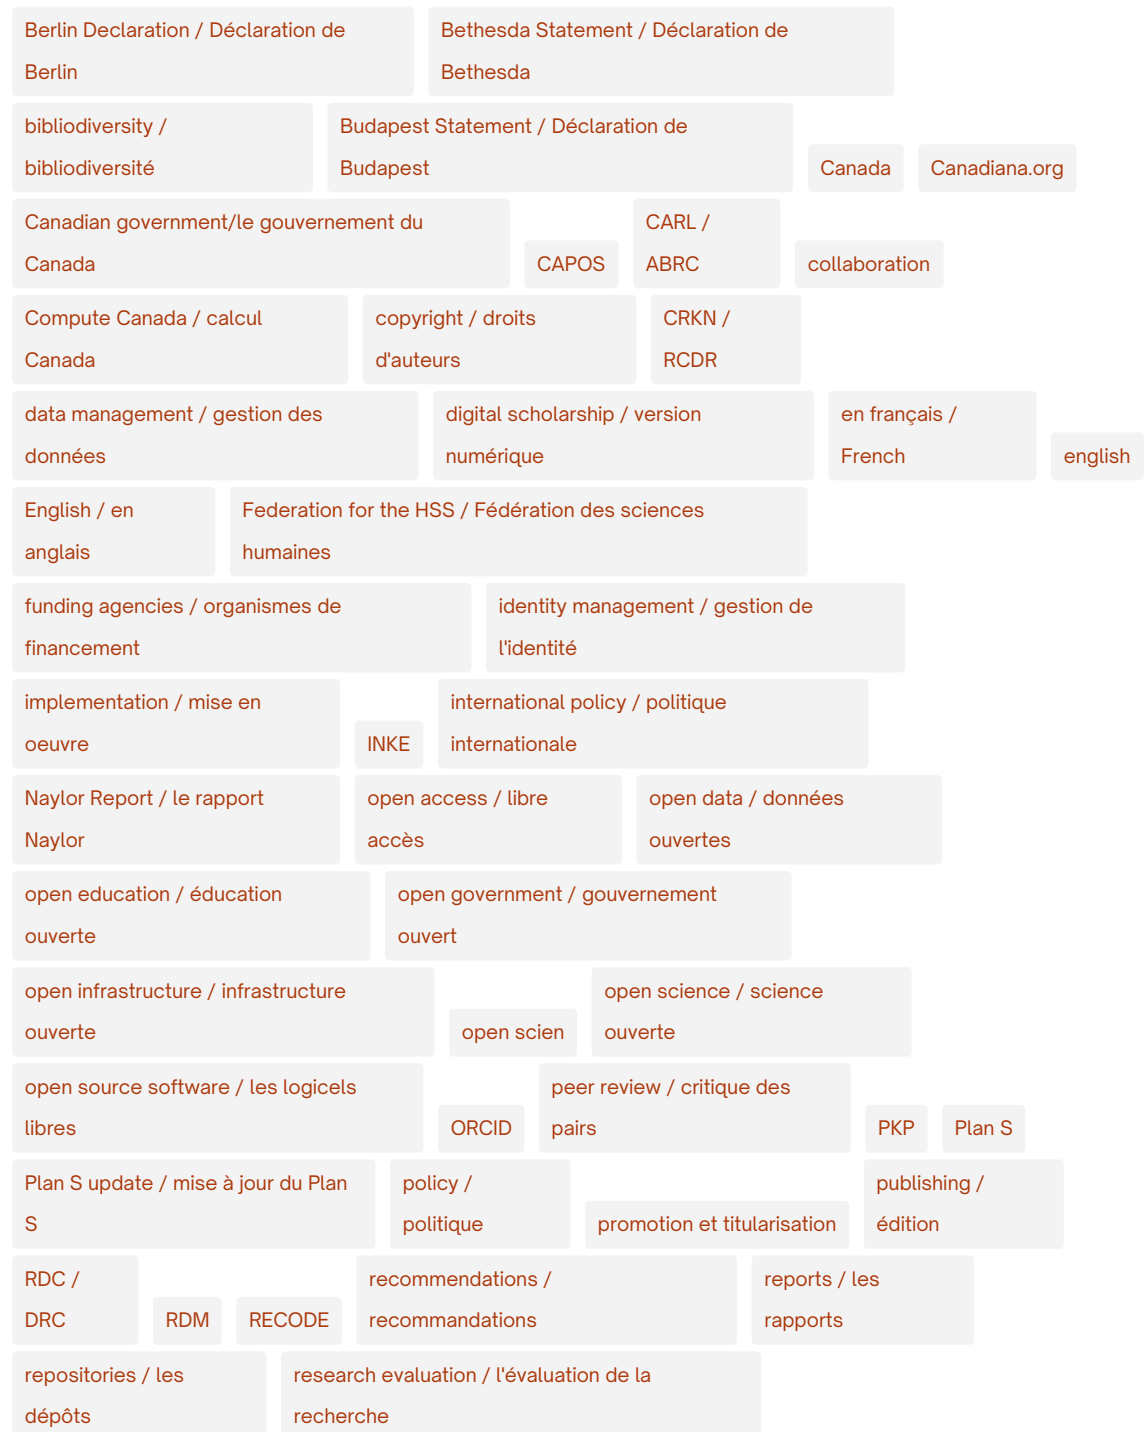 Berlin Declaration / Déclaration de
Berlin
Bethesda Statement / Déclaration de
Bethesda
bibliodiversity /
bibliodiversité
Budapest Statement / Déclaration de
Budapest
Canada
Canadiana.org
Canadian government/le gouvernement du
Canada
CAPOS
CARL /
ABRC
collaboration
Compute Canada / calcul
Canada
copyright / droits
d'auteurs
CRKN /
RCDR
data management / gestion des
données
digital scholarship / version
numérique
en français /
French
english
English / en
anglais
Federation for the HSS / Fédération des sciences
humaines
funding agencies / organismes de
financement
identity management / gestion de
l'identité
implementation / mise en
oeuvre
INKE
international policy / politique
internationale
Naylor Report / le rapport
Naylor
open access / libre
accès
open data / données
ouvertes
open education / éducation
ouverte
open government / gouvernement
ouvert
open infrastructure / infrastructure
ouverte
open scien
open science / science
ouverte
open source software / les logicels
libres
ORCID
peer review / critique des
pairs
PKP
Plan S
Plan S update / mise à jour du Plan
S
policy /
politique
promotion et titularisation
publishing /
édition
RDC /
DRC
RDM
RECODE
recommendations /
recommandations
reports / les
rapports
repositories / les
dépôts
research evaluation / l'évaluation de la
recherche